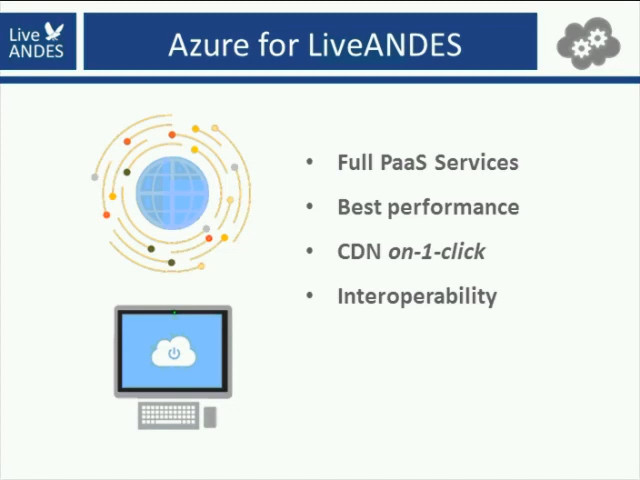 Live
ANDES
Azure for LiveANDES
• Full PaaS Services
• Best performance
• CDN on-1-click
• Interoperability